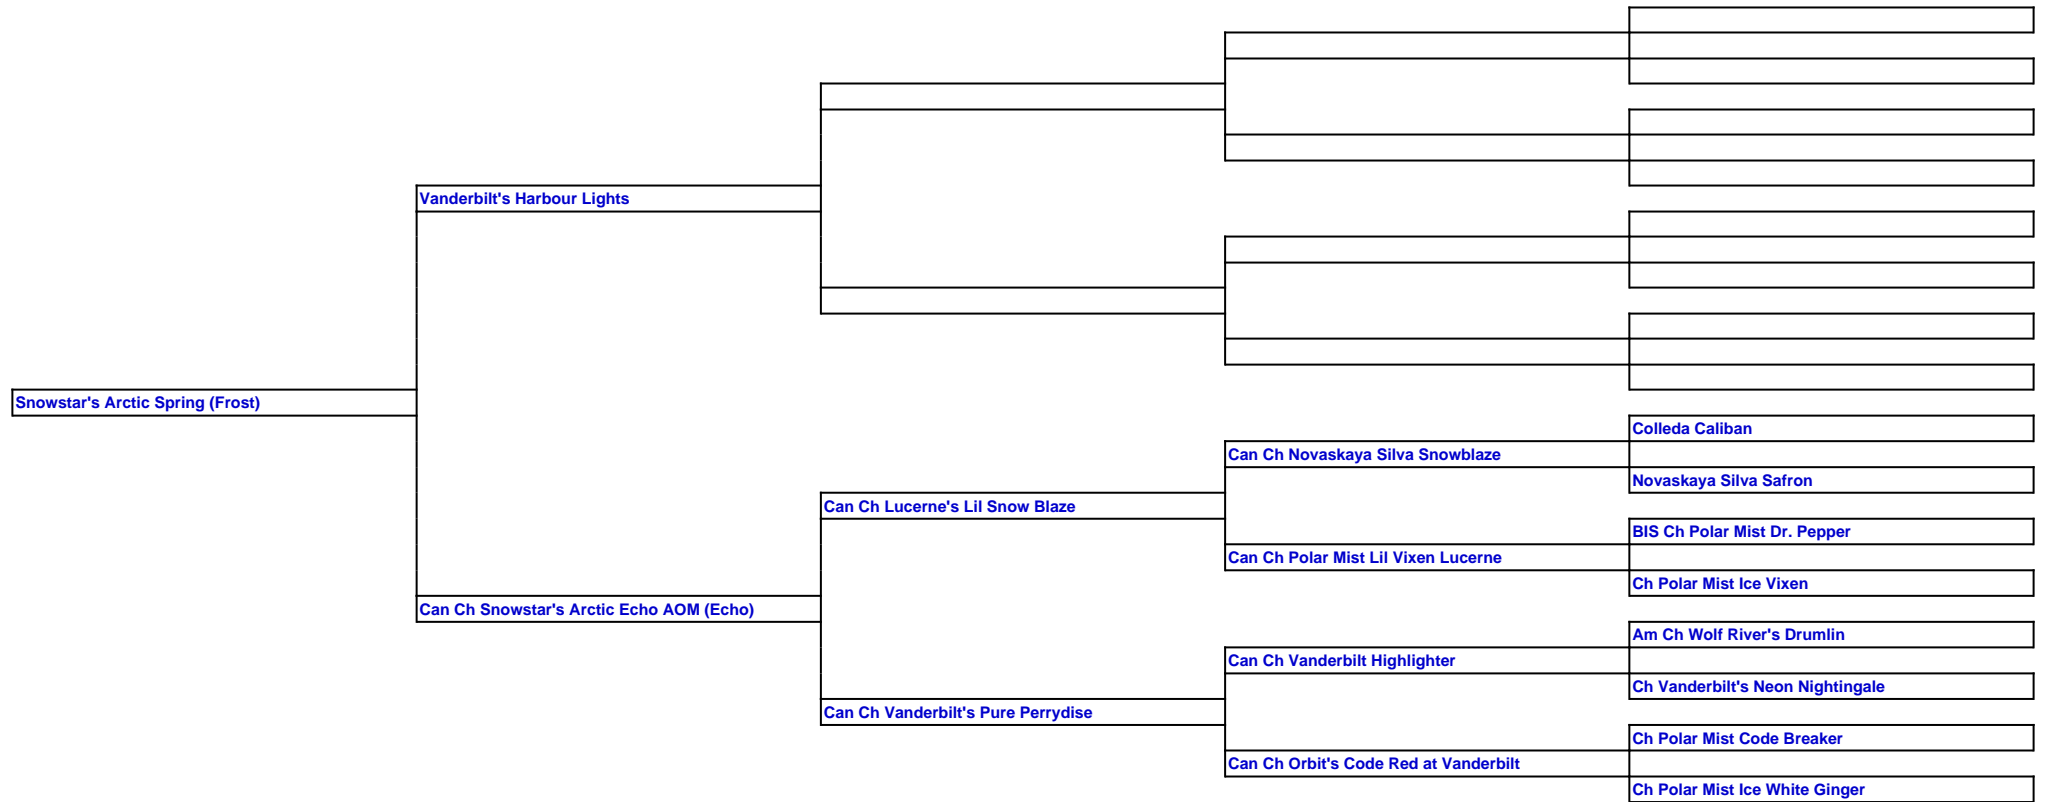 Vanderbilt's Harbour Lights
Snowstar's Arctic Spring (Frost)
Colleda Caliban
Can Ch Novaskaya Silva Snowblaze
Novaskaya Silva Safron
Can Ch Lucerne's Lil Snow Blaze
BIS Ch Polar Mist Dr. Pepper
Can Ch Polar Mist Lil Vixen Lucerne
Ch Polar Mist Ice Vixen
Can Ch Snowstar's Arctic Echo AOM (Echo)
Am Ch Wolf River's Drumlin
Can Ch Vanderbilt Highlighter
Ch Vanderbilt's Neon Nightingale
Can Ch Vanderbilt's Pure Perrydise
Ch Polar Mist Code Breaker
Can Ch Orbit's Code Red at Vanderbilt
Ch Polar Mist Ice White Ginger